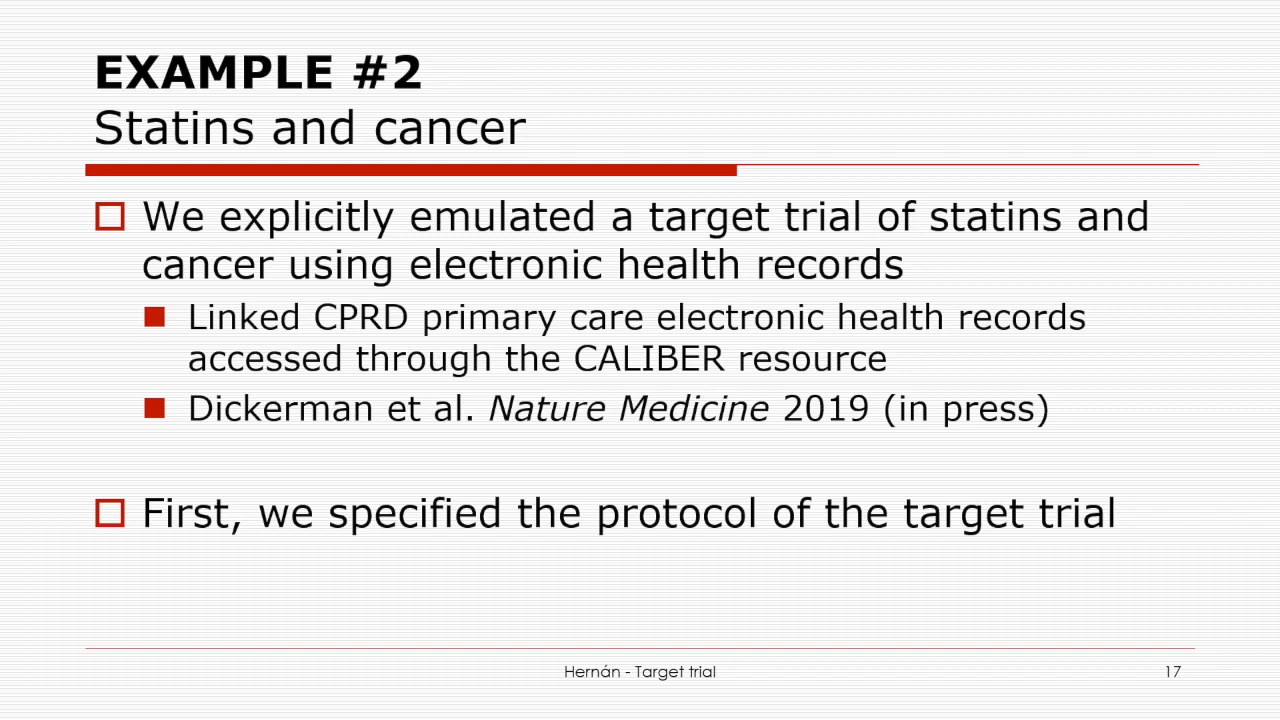 EXAMPLE #2
Statins and cancer
We explicitly emulated a target trial of statins and
cancer using electronic health records
Linked CPRD primary care electronic health records
accessed through the CALIBER resource
Dickerman et al. Nature Medicine 2019 (in press)
First, we specified the protocol of the target trial
Hernán - Target trial
17